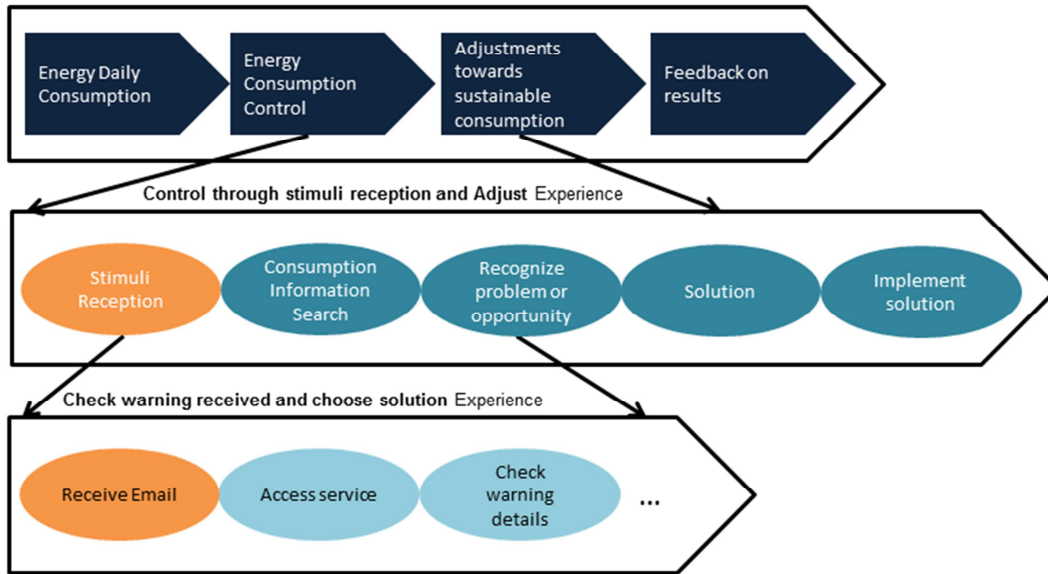 Energy Daily
Consumption
Energy
Consumption
Control
Adjustments
towards
sustainable
consumption
Feedback on
results
Control through stimuli reception and Adjust Experience
Stimuli
Reception
Consumption
Information
Search
Recognize
problem or
opportunity
Solution
Implement
solution
Check warning received and choose solution Experience
Receive Email
Access service
Check
warning
details
...